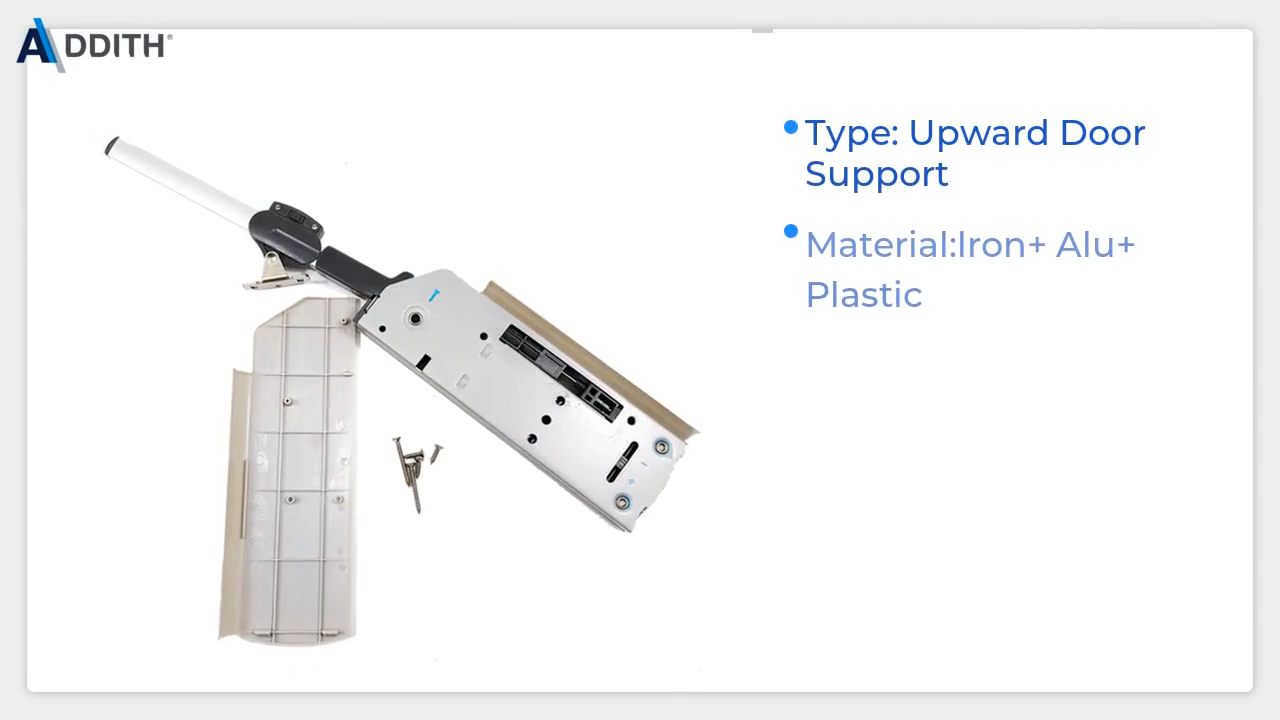 ADDITH®
Type: Upward Door
Support
Material:Iron+ Alu+
Plastic